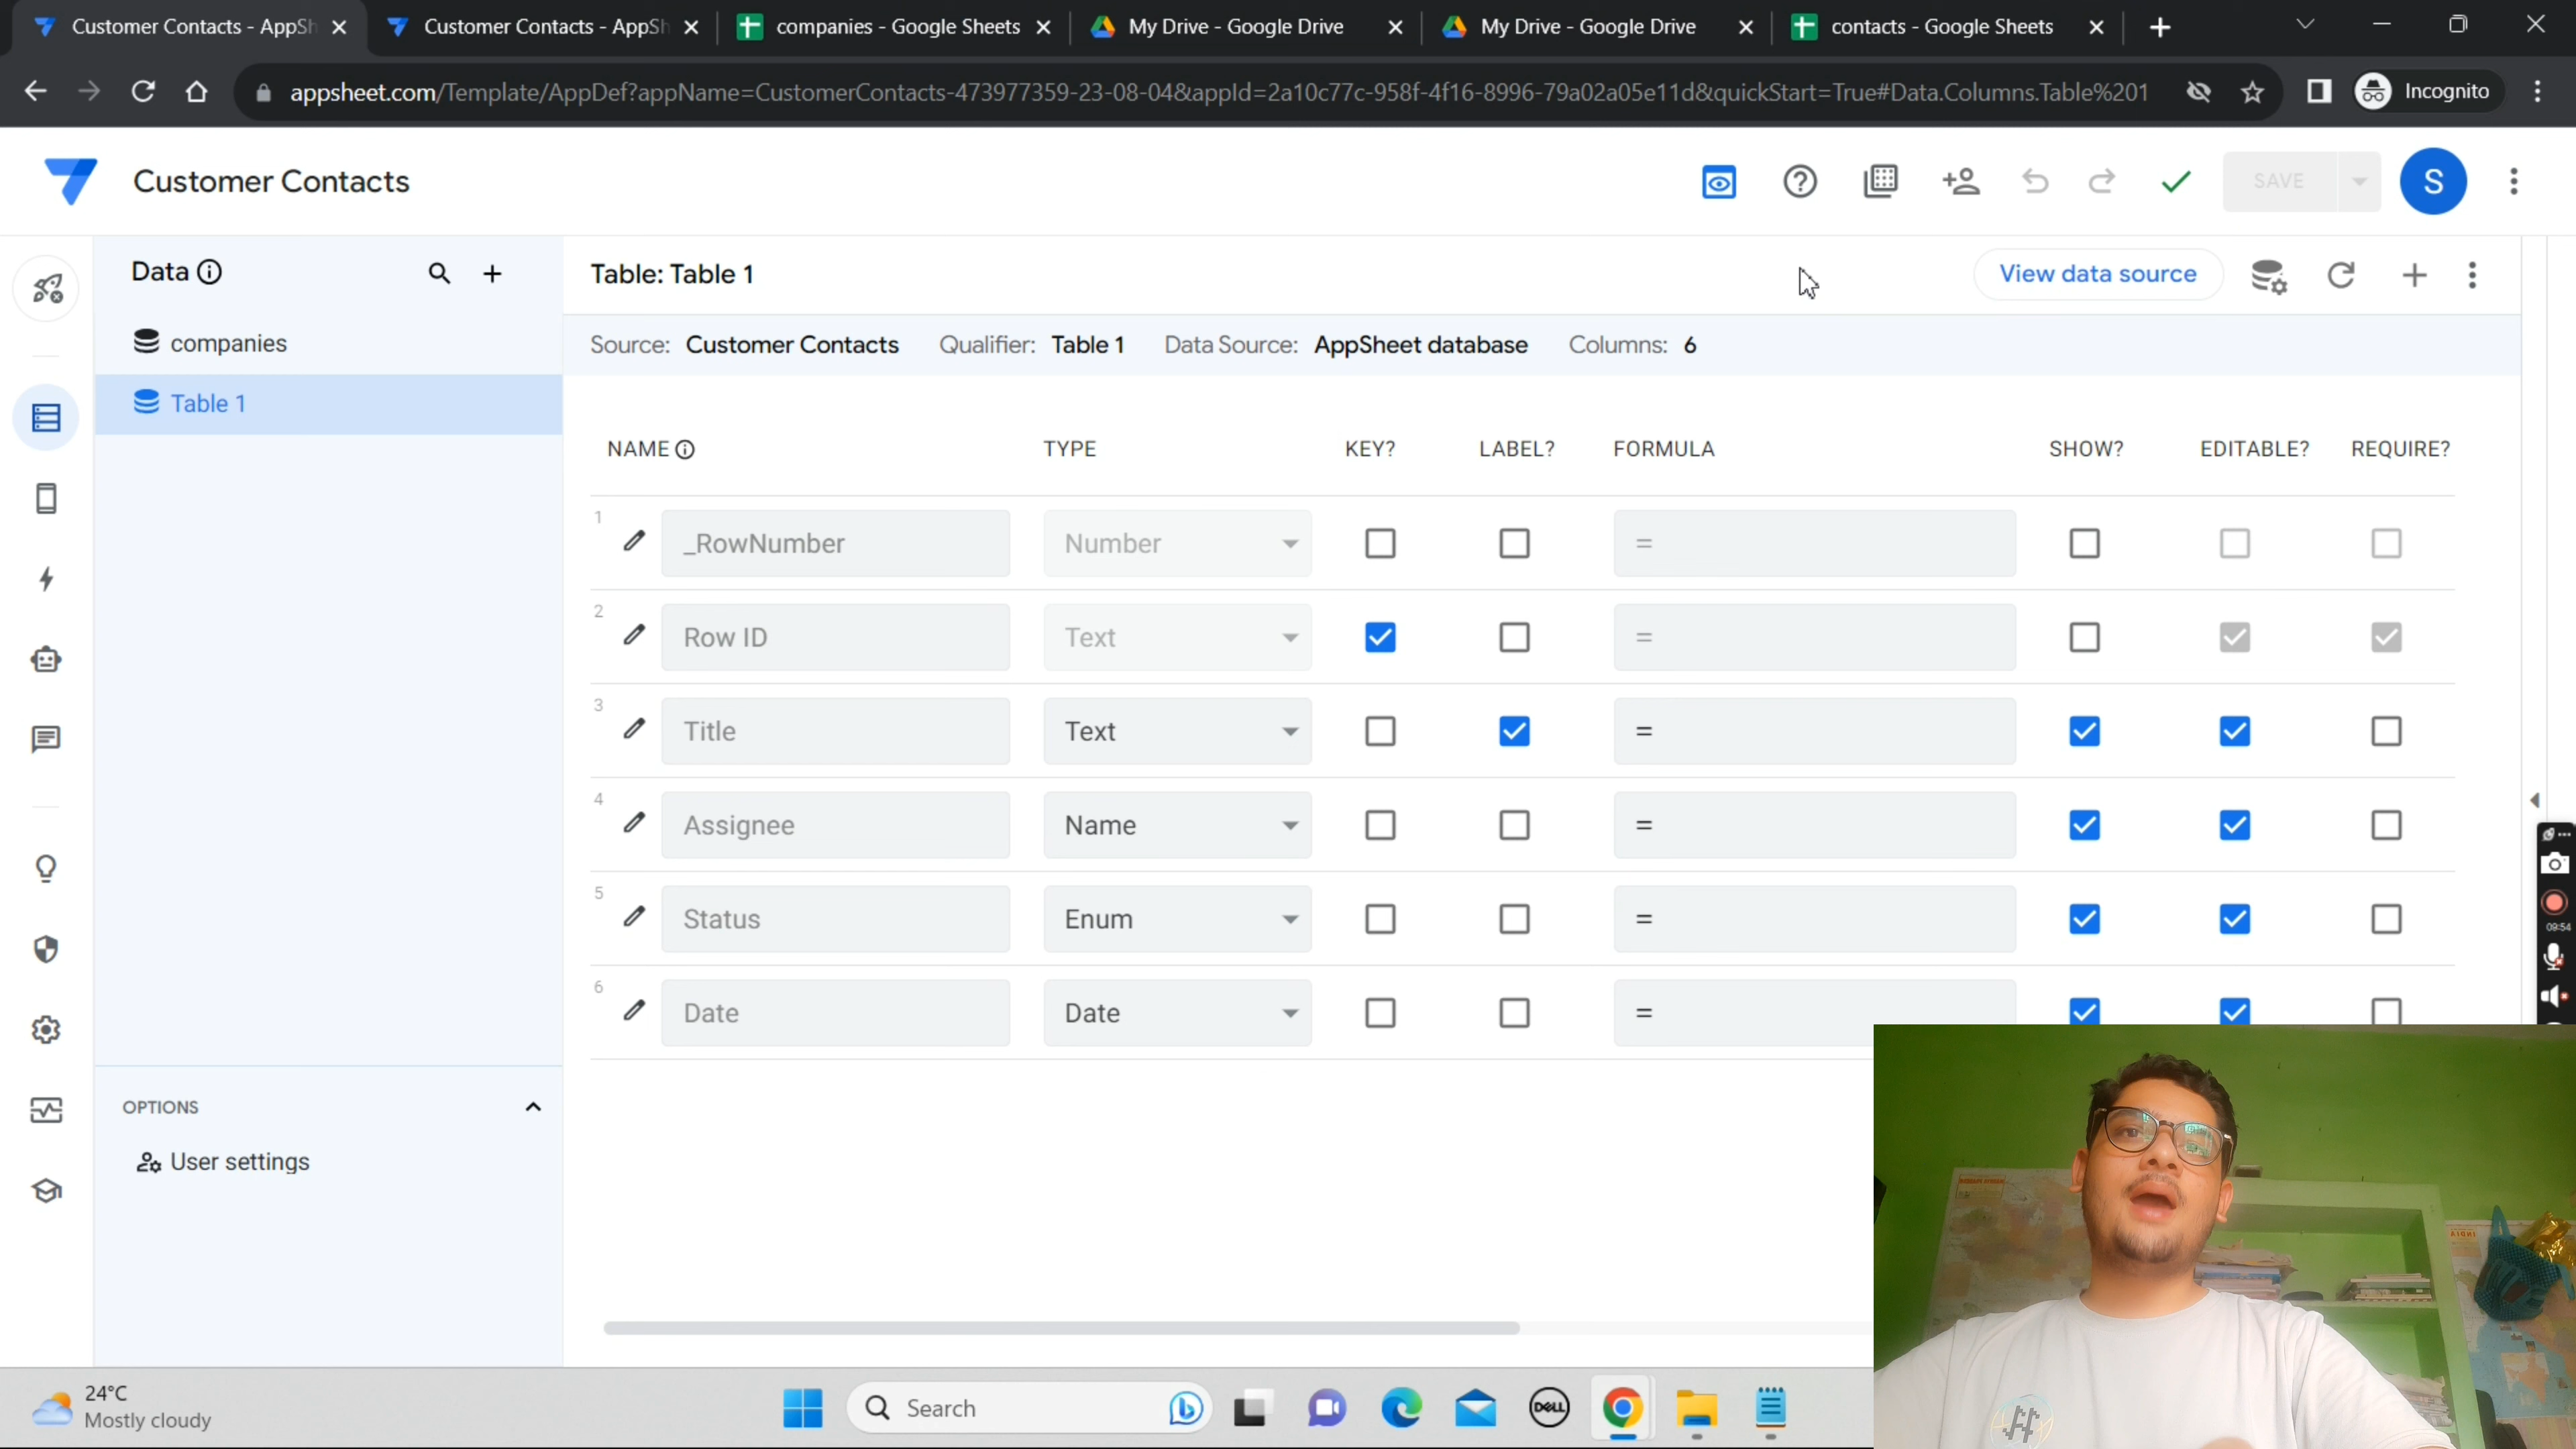 Customer Contacts - AppSh
Customer Contacts - AppSh
companies - Google Sheets
My Drive - Google Drive
My Drive - Google Drive
contacts - Google Sheets
appsheet.com/Template/AppDef?appName=CustomerContacts-473977359-23-08-04&appId=2a10c77c-958f-4f16-8996-79a02a05e11d&quickStart=True#Data.Columns.Table%201
Incognito
Customer Contacts
SAVE
S
Data
companies
Table 1
Table: Table 1
View data source
Source: Customer Contacts Qualifier: Table 1 Data Source: AppSheet database Columns: 6
NAME TYPE KEY? LABEL? FORMULA SHOW? EDITABLE? REQUIRE?
1 _RowNumber Number =
2 Row ID Text =
3 Title Text =
4 Assignee Name =
5 Status Enum =
6 Date Date =
09:54
OPTIONS
User settings
INDIA
24°C
Mostly cloudy
Search
DELL